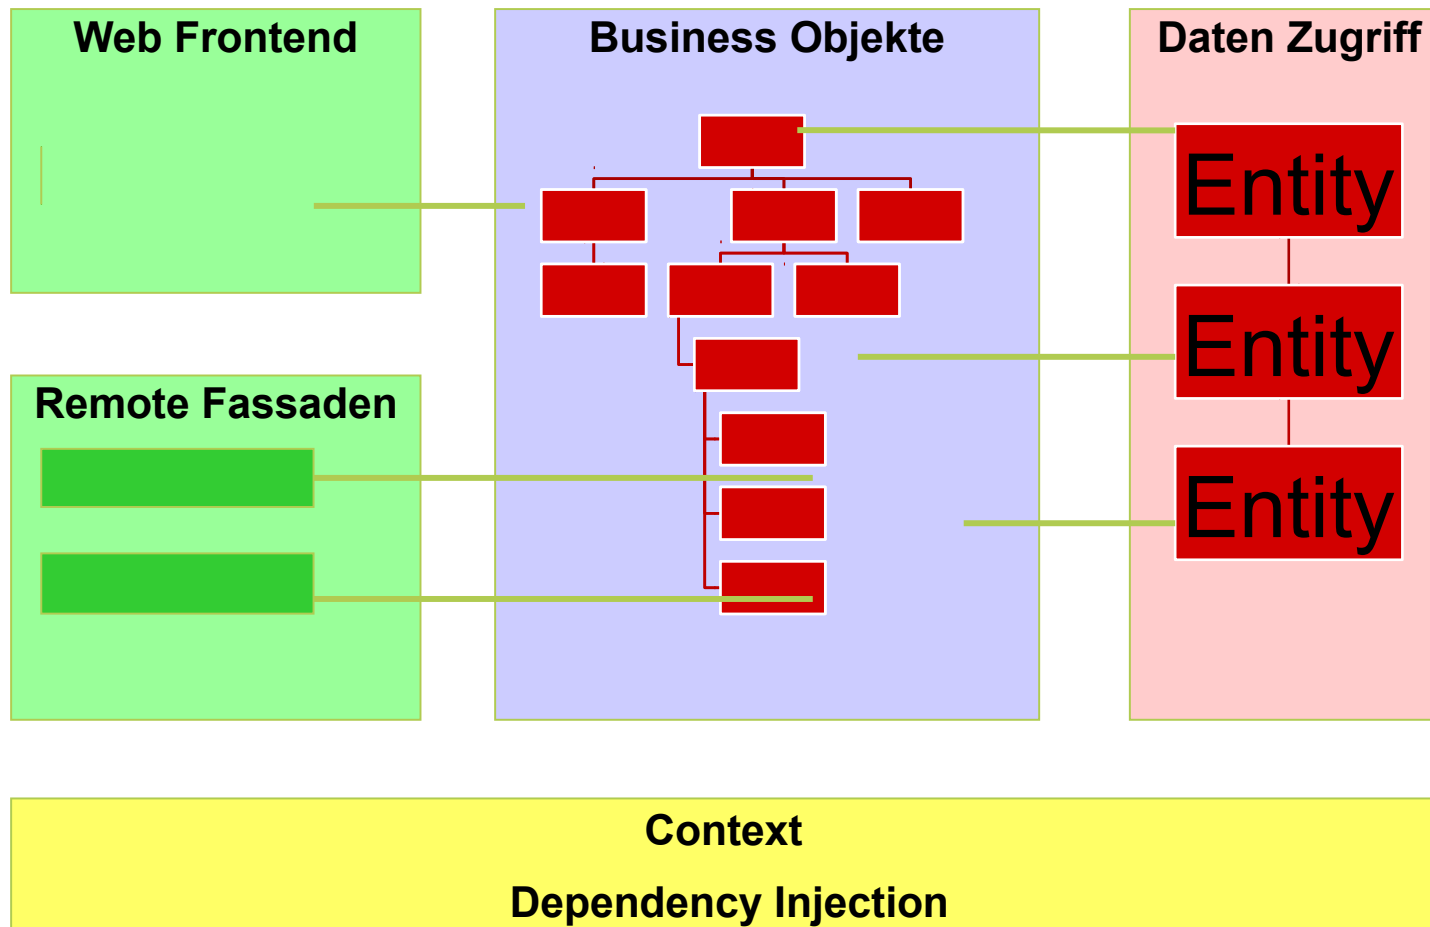 Web Frontend
Business Objekte
Daten Zugriff
Entity
Entity
Remote Fassaden
Entity
Context
Dependency Injection